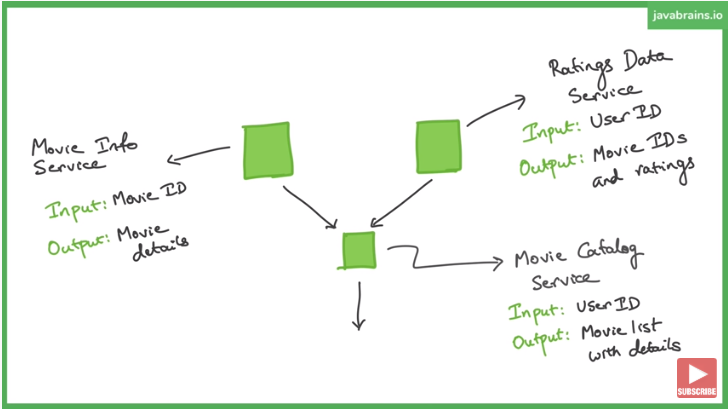 javabrains.io
Movie Info
Service
Input: Movie ID
Output: Movie
details
Ratings Data
Service
Input: User ID
Output: Movie IDs
and ratings
Movie Catalog
Service
Input: User ID
Output: Movie list
with details
SUBSCRIBE